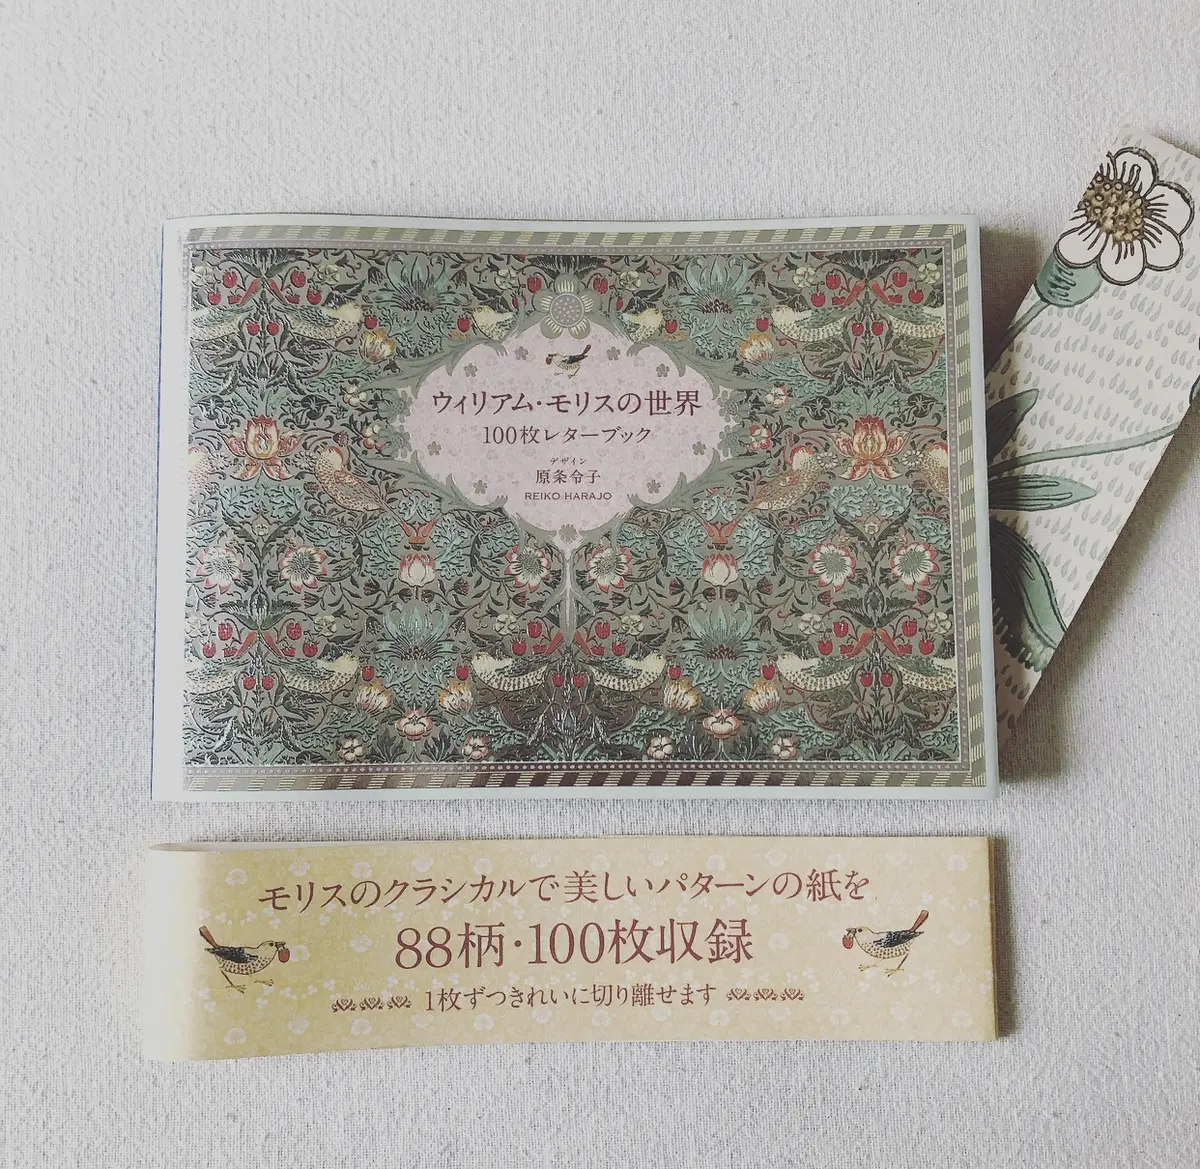 ウィリアム・モリスの世界
100枚レターブック
デザイン
原条令子
REIKO HARAJO
モリスのクラシカルで美しいパターンの紙を
88柄・100枚収録
1枚ずつきれいに切り離せます